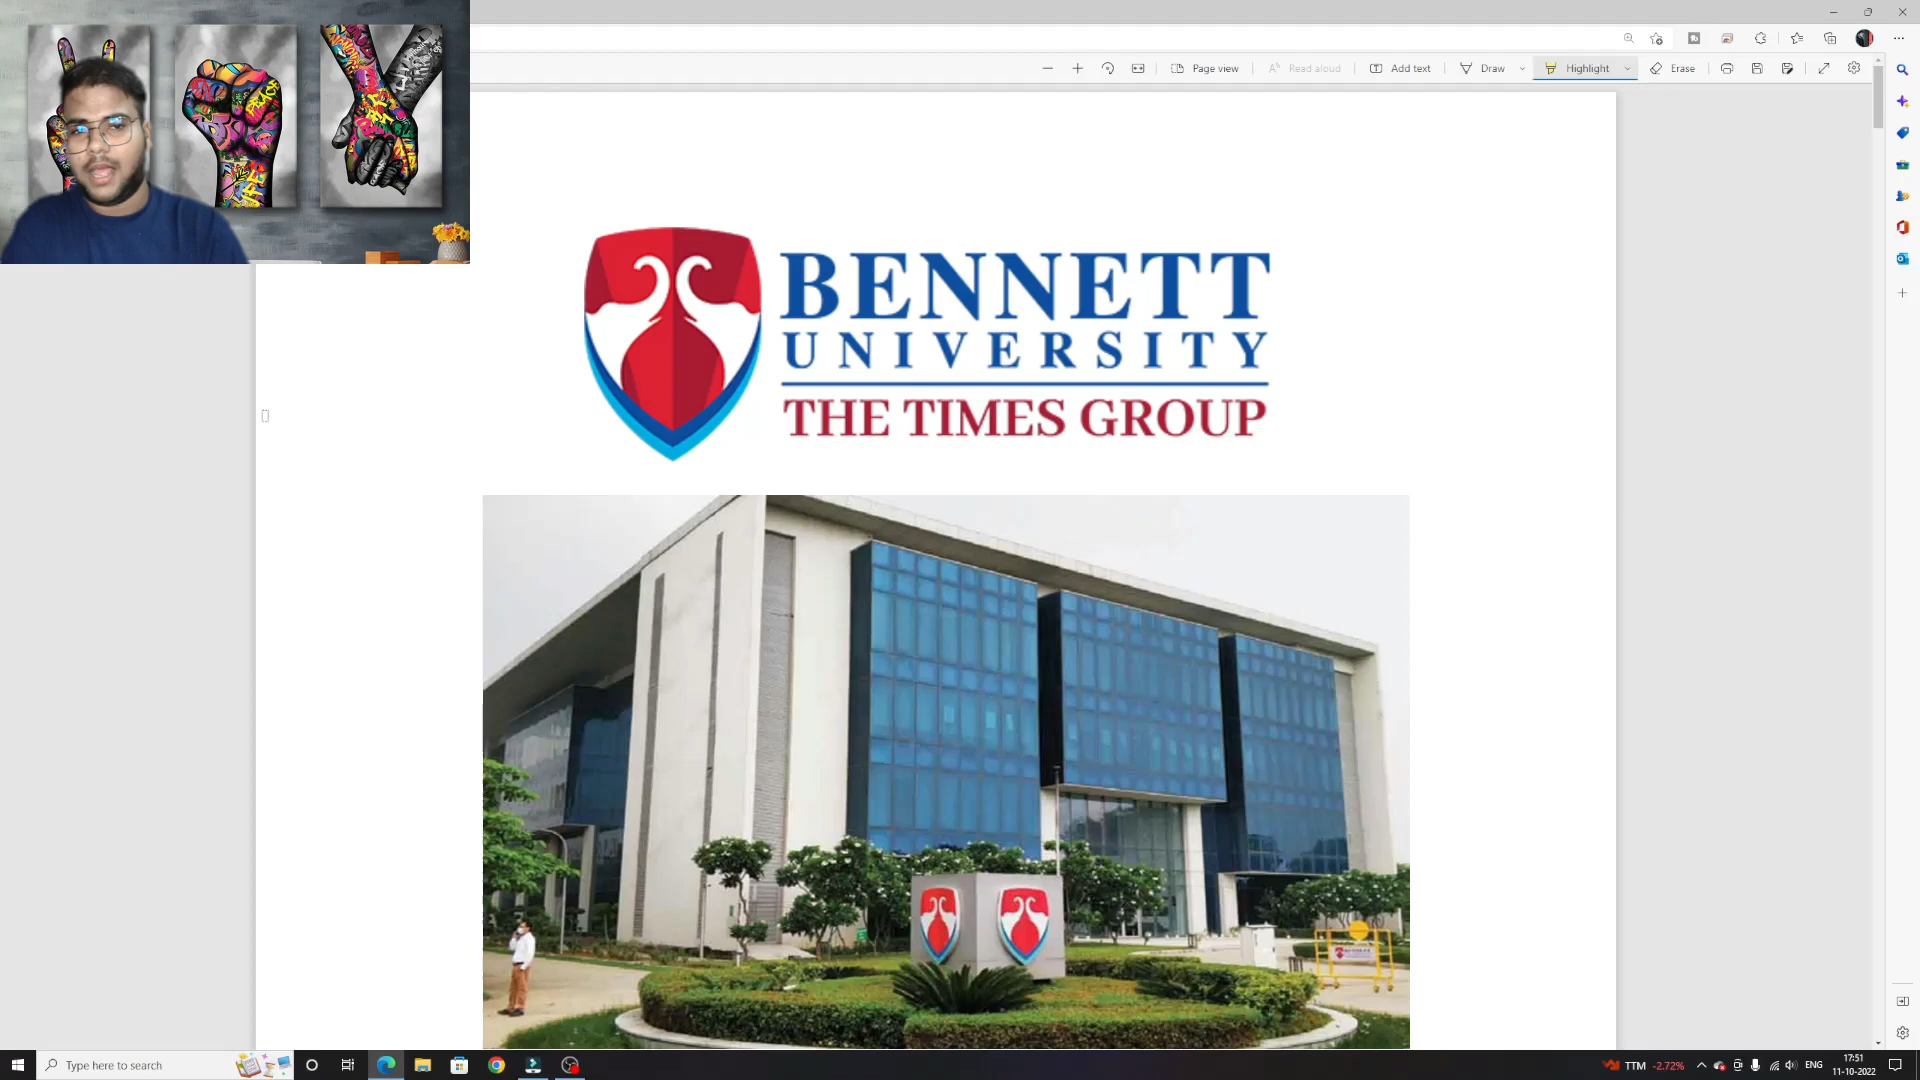 Page view
Read aloud
Add text
Draw
Highlight
Erase
BENNETT
UNIVERSITY
THE TIMES GROUP
Type here to search
TTM -2.72%
ENG
17:51
11-10-2022